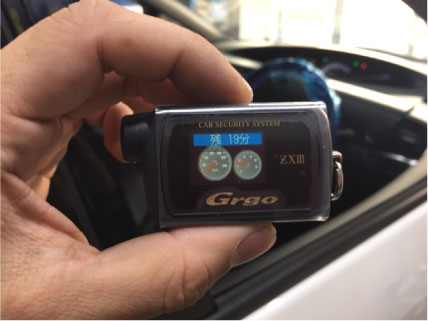 CAR SECURITY SYSTEM
残 19分
ZXIII
Grgo